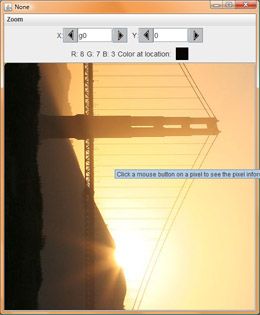 None
Zoom
X: g0 Y: 0
R: 8 G: 7 B: 3 Color at location:
Click a mouse button on a pixel to see the pixel infor